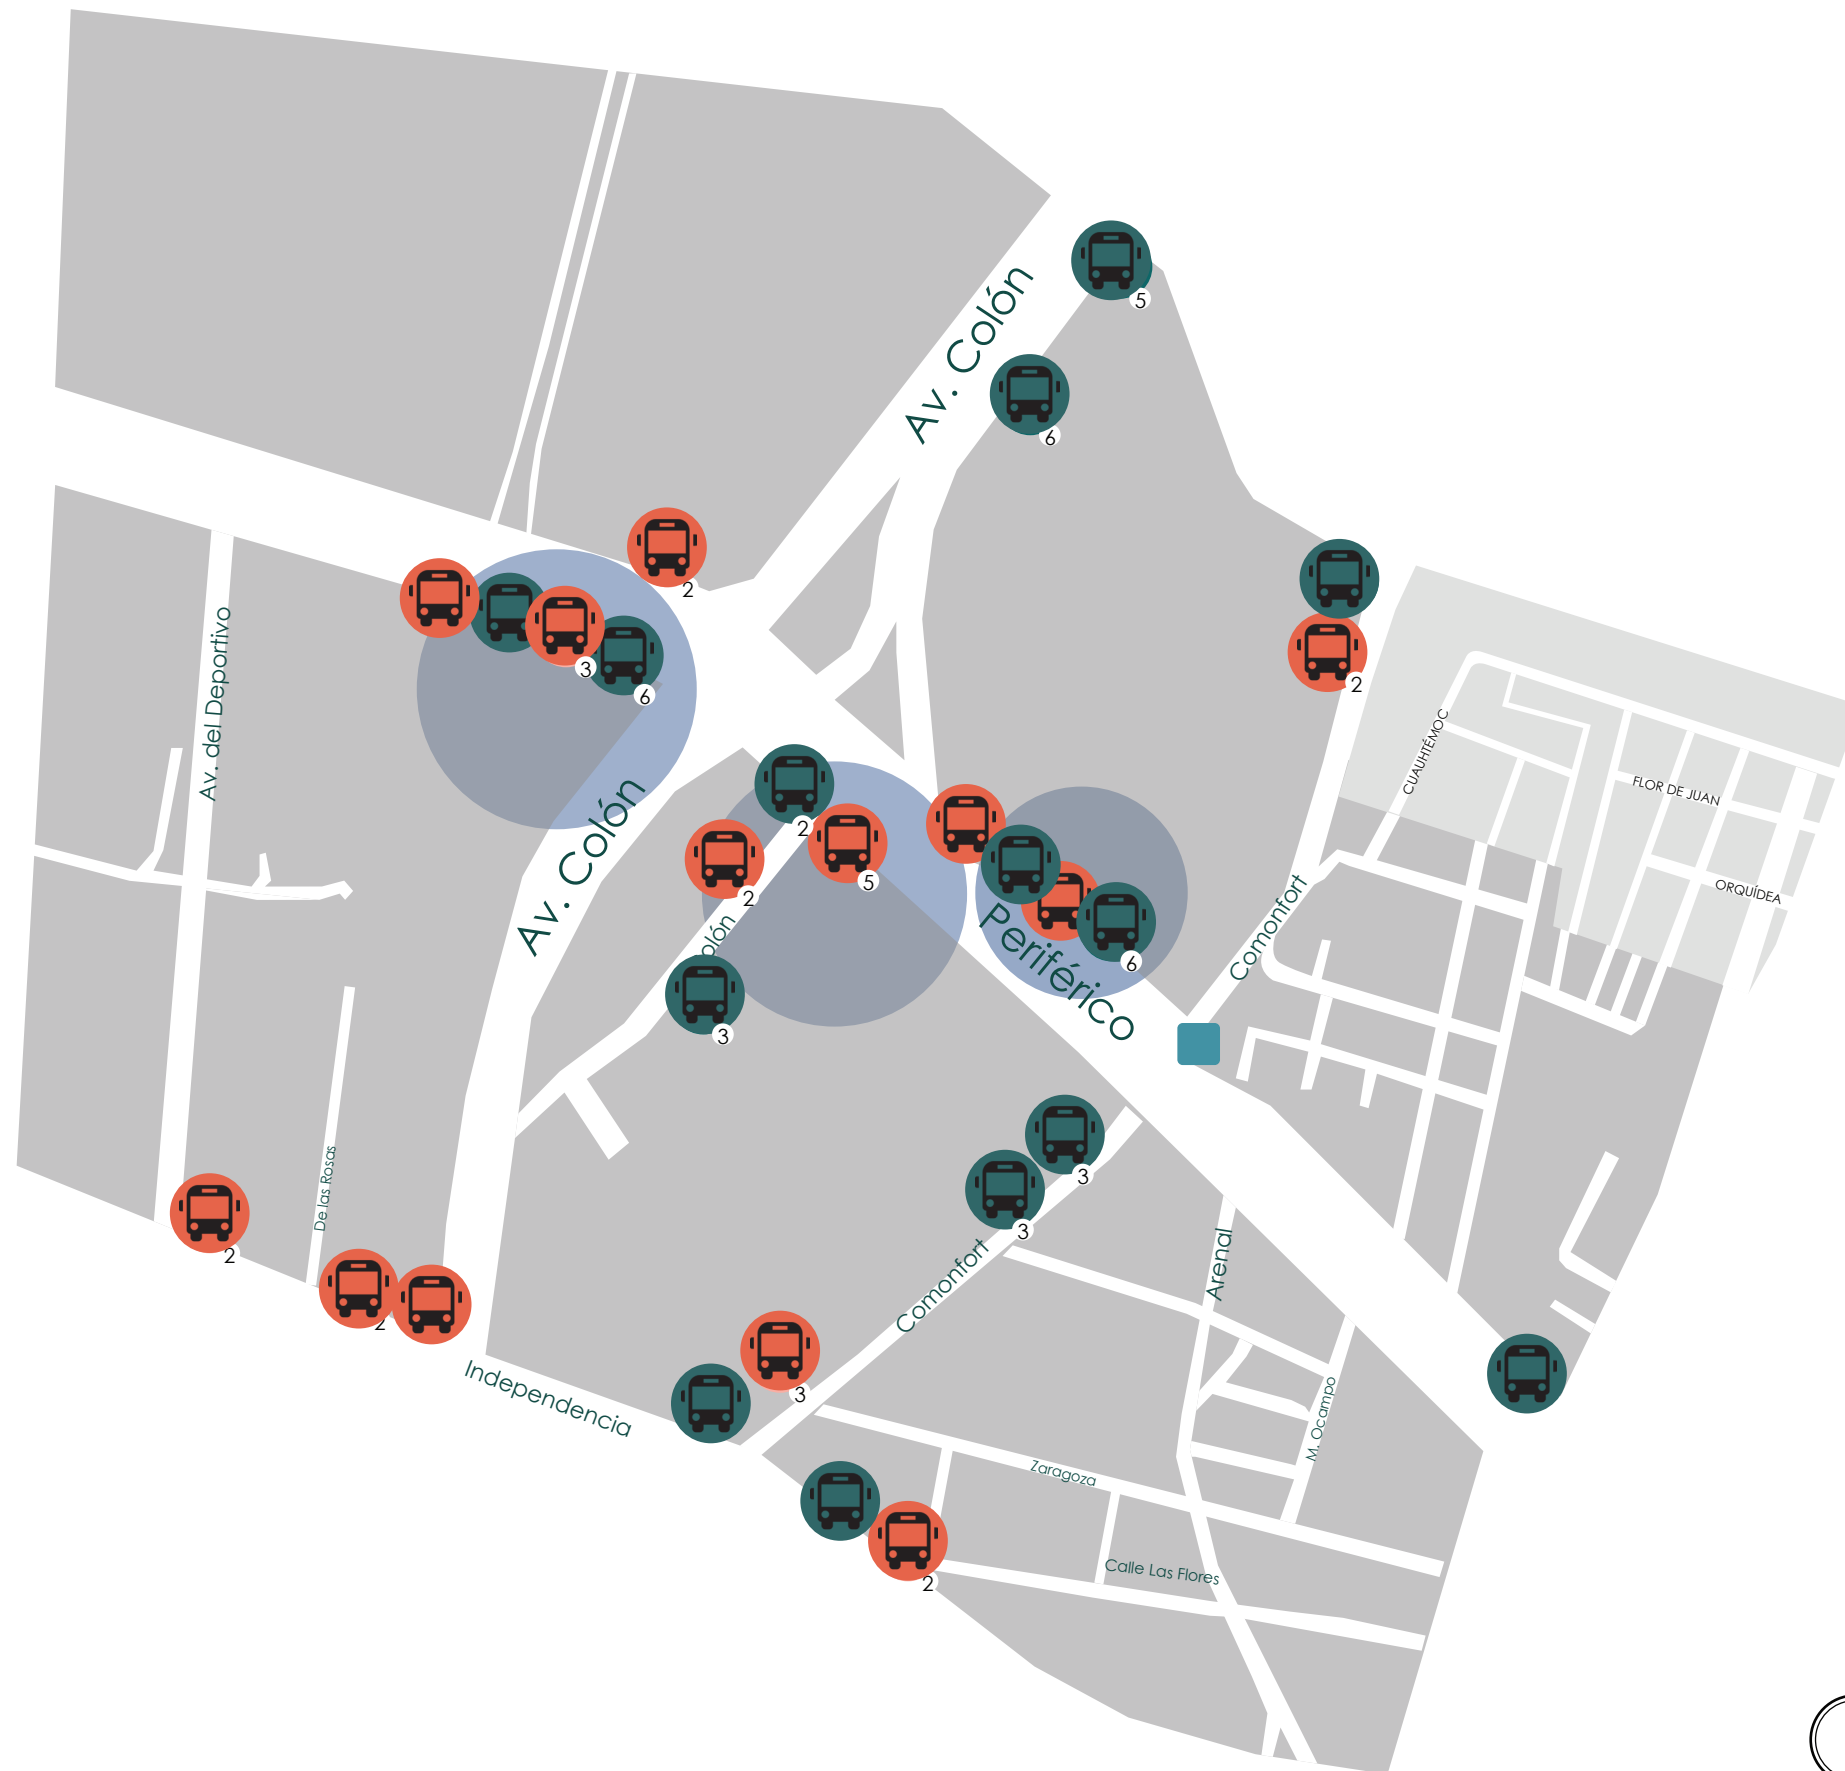 5
Av. Colón
6
2
3
6
2
Av. del Deportivo
CUAUHTÉMOC
FLOR DE JUAN
2
5
2
Av. Colón
olón
ORQUÍDEA
Comonfort
Periférico
6
3
3
3
De las Rosas
2
2
Arenal
Comonfort
Independencia
3
M. Ocampo
Zaragoza
Calle Las Flores
2